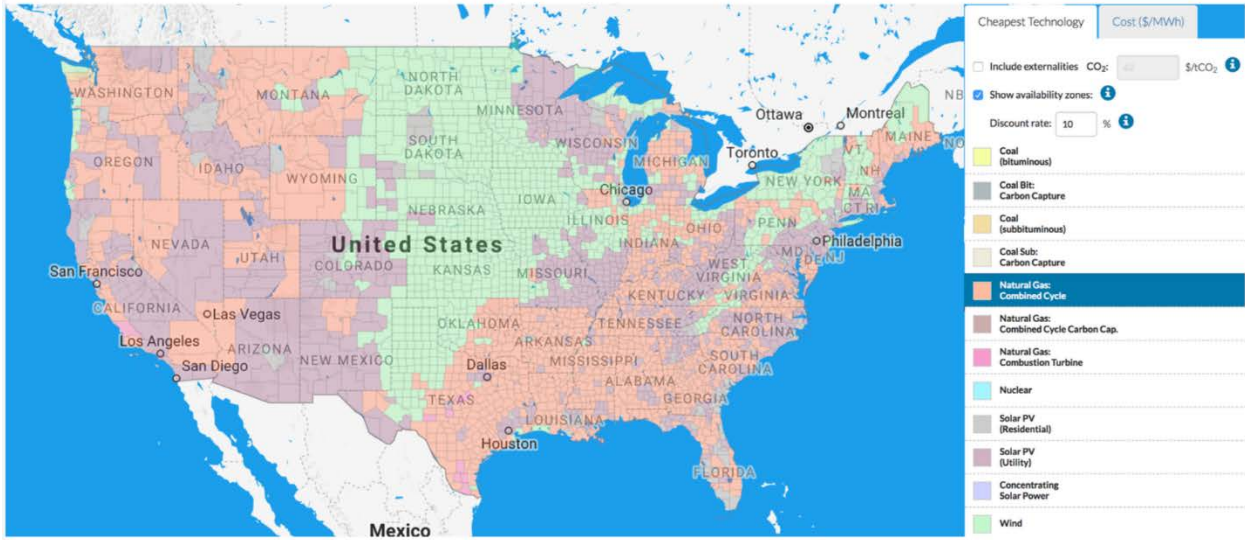 Cheapest Technology
Cost ($/MWh)
Include externalities CO₂: $/tCO₂ i
Show availability zones: i
Discount rate: 10 % i
Coal
(bituminous)
Coal Bit:
Carbon Capture
Coal
(subbituminous)
Coal Sub:
Carbon Capture
Natural Gas:
Combined Cycle
Natural Gas:
Combined Cycle Carbon Cap.
Natural Gas:
Combustion Turbine
Nuclear
Solar PV
(Residential)
Solar PV
(Utility)
Concentrating
Solar Power
Wind
WASHINGTON
MONTANA
NORTH
DAKOTA
MINNESOTA
Ottawa
Montreal
NB
MAINE
NO
OREGON
IDAHO
WYOMING
SOUTH
DAKOTA
WISCONSIN
MICHIGAN
Toronto
VT
NH
NEW YORK
MA
CT RI
Chicago
IOWA
NEBRASKA
ILLINOIS
INDIANA
OHIO
PENN
Philadelphia
MD
DE NJ
NEVADA
UTAH
COLORADO
United States
KANSAS
MISSOURI
WEST
VIRGINIA
KENTUCKY
VIRGINIA
San Francisco
CALIFORNIA
Las Vegas
Los Angeles
San Diego
ARIZONA
NEW MEXICO
OKLAHOMA
ARKANSAS
TENNESSEE
NORTH
CAROLINA
SOUTH
CAROLINA
MISSISSIPPI
ALABAMA
GEORGIA
Dallas
TEXAS
LOUISIANA
Houston
FLORIDA
Mexico